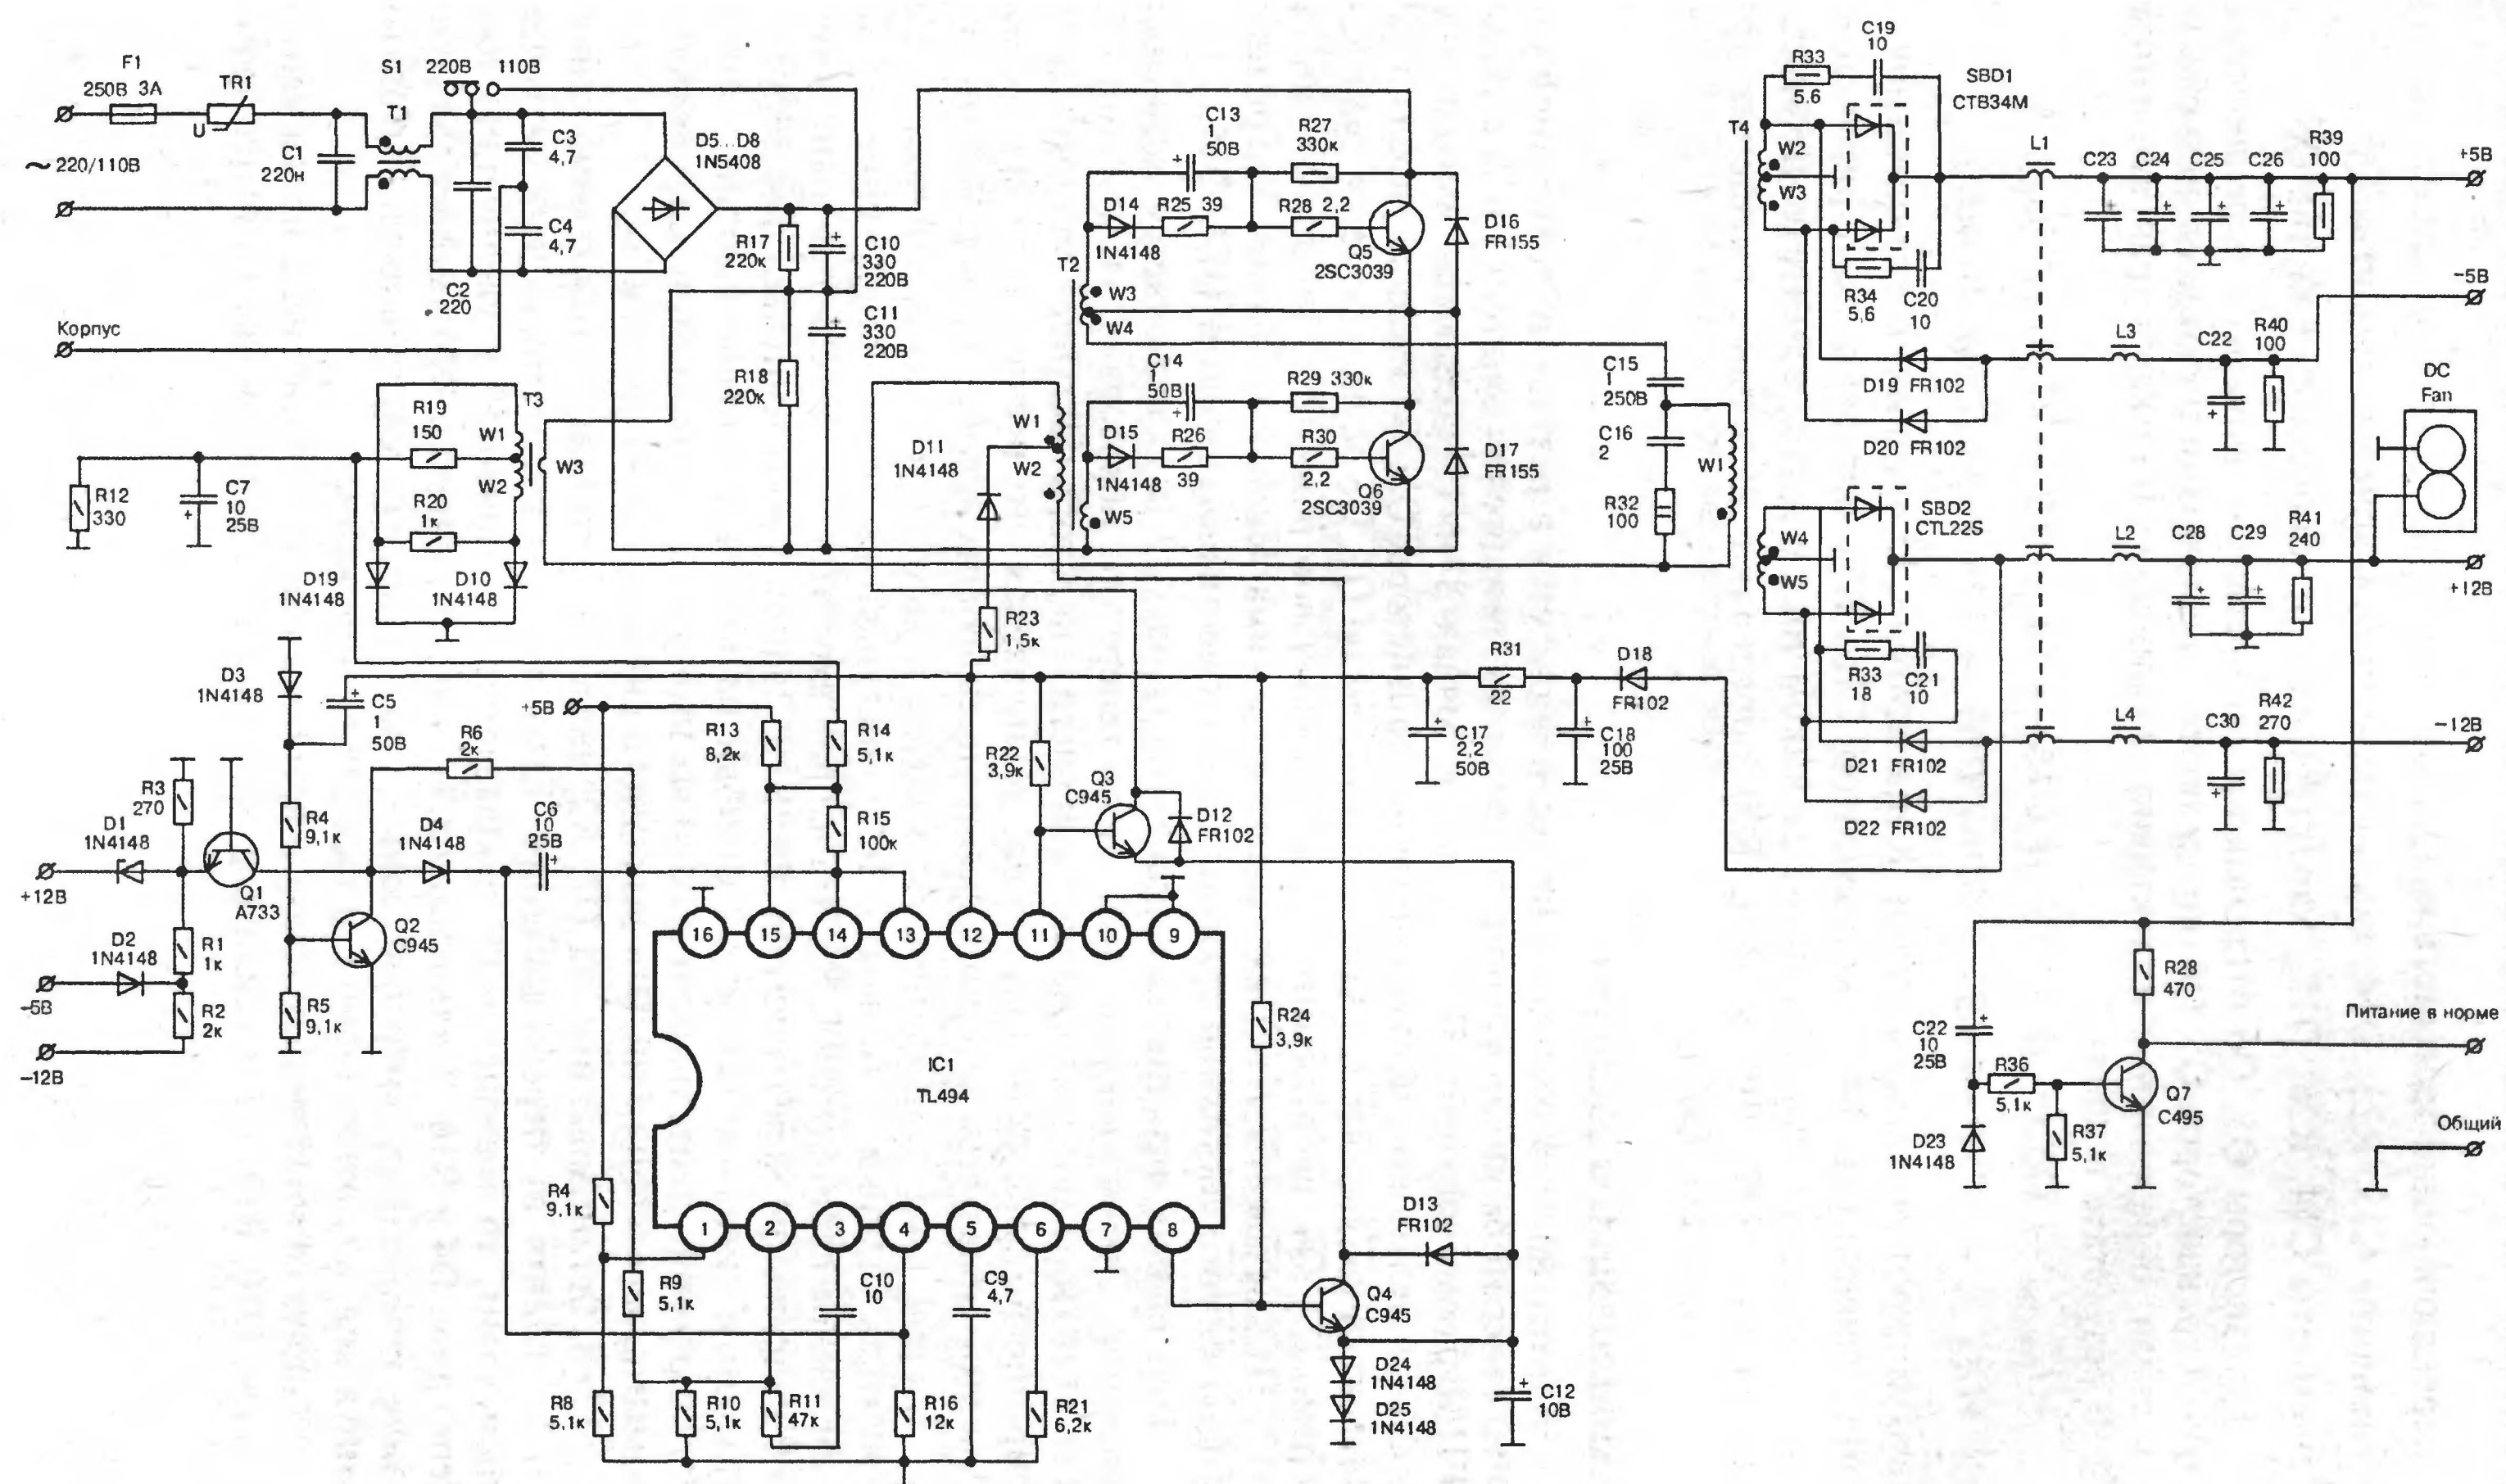 F1
250В 3А
TR1
U
S1
220В
110В
T1
C1
220н
~ 220/110В
C3
4,7
C4
4,7
C2
220
Корпус
D5...D8
1N5408
R17
220к
C10
330
220В
C11
330
220В
R18
220к
C13
1
50В
R27
330к
D14
1N4148
R25 39
R28 2,2
Q5
2SC3039
D16
FR155
T2
W3
W4
C14
1
50В
R29 330к
W1
W2
D15
1N4148
R26
39
R30
2,2
Q6
2SC3039
D17
FR155
W5
D11
1N4148
C15
1
250В
C16
2
R32
100
W1
T4
R33
5.6
C19
10
SBD1
CTB34M
W2
W3
R34
5,6
C20
10
L1
C23
C24
C25
C26
R39
100
+5В
−5В
D19 FR102
D20 FR102
L3
C22
R40
100
DC
Fan
SBD2
CTL22S
W4
W5
L2
C28
C29
R41
240
+12В
R33
18
C21
10
D21 FR102
D22 FR102
L4
C30
R42
270
−12В
R19
150
T3
W1
W2
W3
R20
1к
R12
330
C7
10
25В
D19
1N4148
D10
1N4148
R23
1,5к
D3
1N4148
C5
1
50В
+5В
R13
8,2к
R14
5,1к
R15
100к
R22
3,9к
Q3
C945
D12
FR102
C17
2,2
50В
R31
22
C18
100
25В
D18
FR102
R6
2к
R3
270
D1
1N4148
R4
9,1к
D4
1N4148
C6
10
25В
+12В
Q1
A733
Q2
C945
D2
1N4148
R1
1к
−5В
R2
2к
R5
9,1к
−12В
16
15
14
13
12
11
10
9
IC1
TL494
1
2
3
4
5
6
7
8
R24
3,9к
R4
9,1к
R9
5,1к
C10
10
C9
4,7
R8
5,1к
R10
5,1к
R11
47к
R16
12к
R21
6,2к
D13
FR102
Q4
C945
D24
1N4148
D25
1N4148
C12
10В
R28
470
C22
10
25В
R36
5,1к
Q7
C495
D23
1N4148
R37
5,1к
Питание в норме
Общий